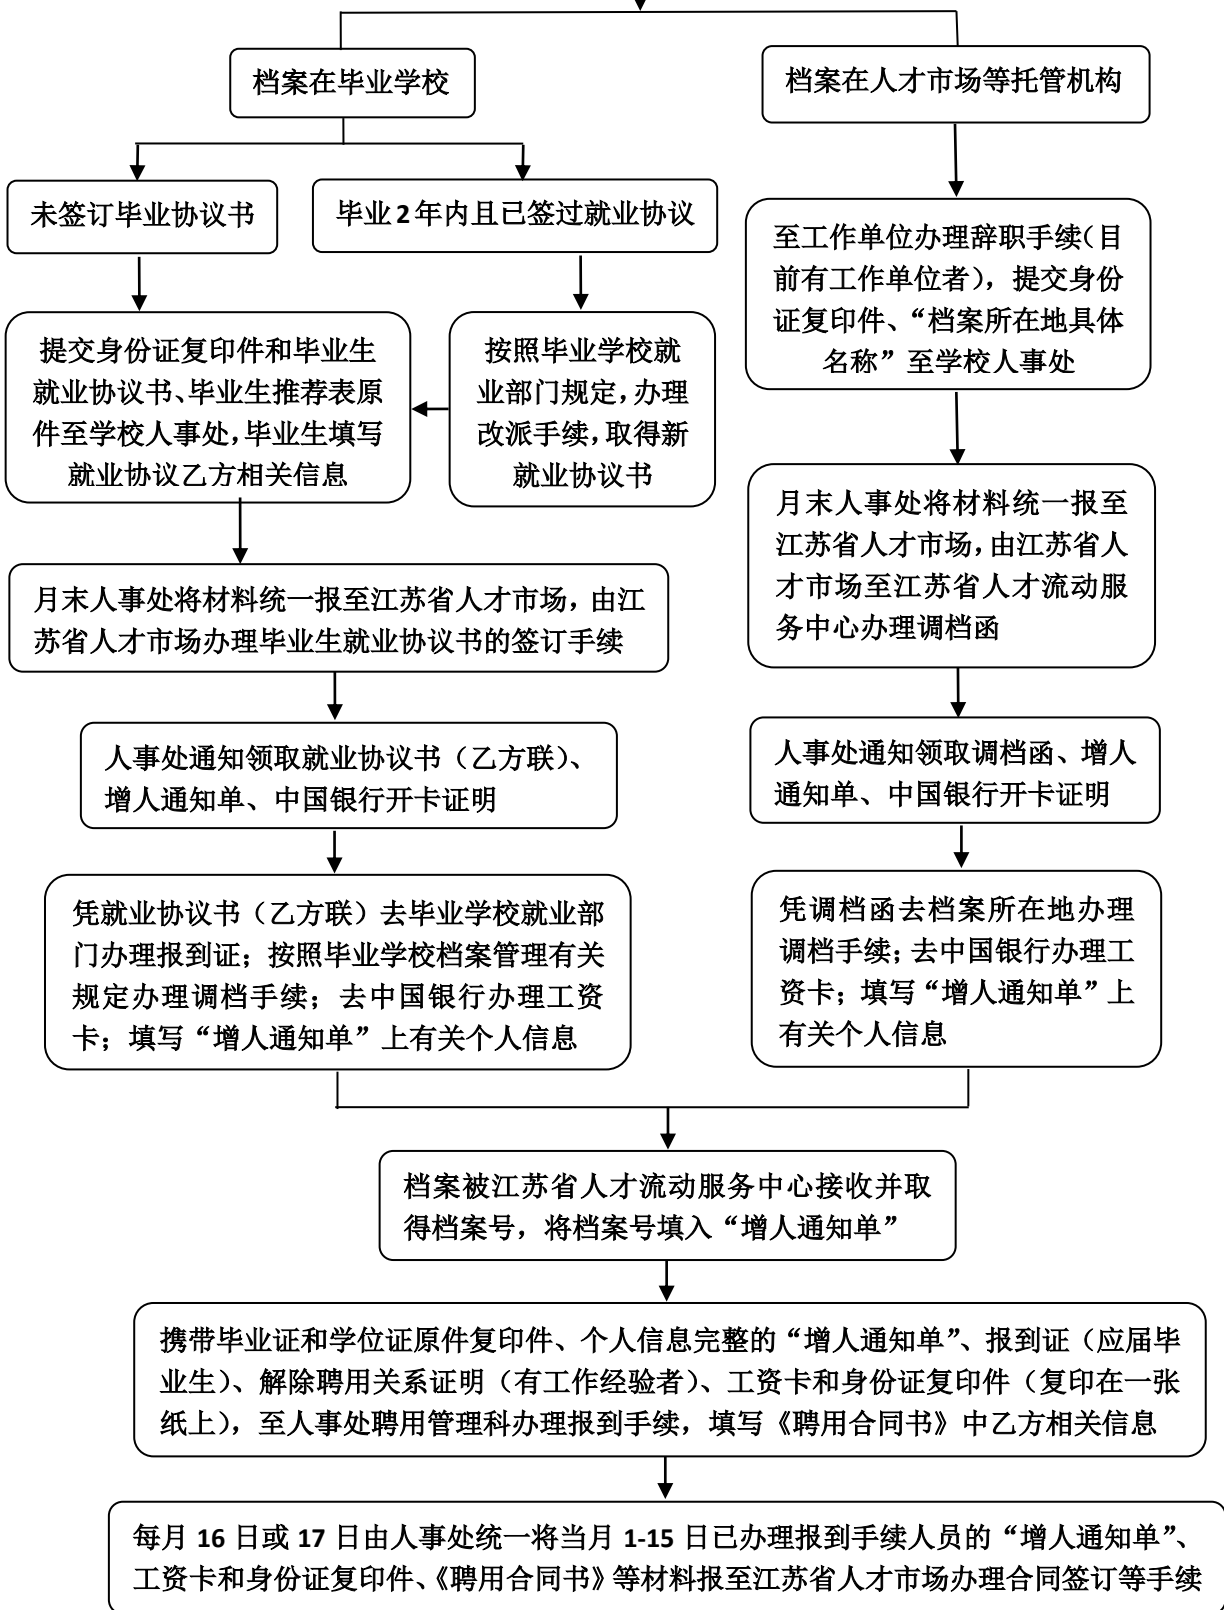 档案在毕业学校
档案在人才市场等托管机构
未签订毕业协议书
毕业2年内且已签过就业协议
至工作单位办理辞职手续（目
前有工作单位者），提交身份
证复印件、“档案所在地具体
名称”至学校人事处
提交身份证复印件和毕业生
就业协议书、毕业生推荐表原
件至学校人事处，毕业生填写
就业协议乙方相关信息
按照毕业学校就
业部门规定，办理
改派手续，取得新
就业协议书
月末人事处将材料统一报至
江苏省人才市场，由江苏省人
才市场至江苏省人才流动服
务中心办理调档函
月末人事处将材料统一报至江苏省人才市场，由江
苏省人才市场办理毕业生就业协议书的签订手续
人事处通知领取就业协议书（乙方联）、
增人通知单、中国银行开卡证明
人事处通知领取调档函、增人
通知单、中国银行开卡证明
凭就业协议书（乙方联）去毕业学校就业部
门办理报到证；按照毕业学校档案管理有关
规定办理调档手续；去中国银行办理工资
卡；填写“增人通知单”上有关个人信息
凭调档函去档案所在地办理
调档手续；去中国银行办理工
资卡；填写“增人通知单”上
有关个人信息
档案被江苏省人才流动服务中心接收并取
得档案号，将档案号填入“增人通知单”
携带毕业证和学位证原件复印件、个人信息完整的“增人通知单”、报到证（应届毕
业生）、解除聘用关系证明（有工作经验者）、工资卡和身份证复印件（复印在一张
纸上），至人事处聘用管理科办理报到手续，填写《聘用合同书》中乙方相关信息
每月 16 日或 17 日由人事处统一将当月 1-15 日已办理报到手续人员的“增人通知单”、
工资卡和身份证复印件、《聘用合同书》等材料报至江苏省人才市场办理合同签订等手续